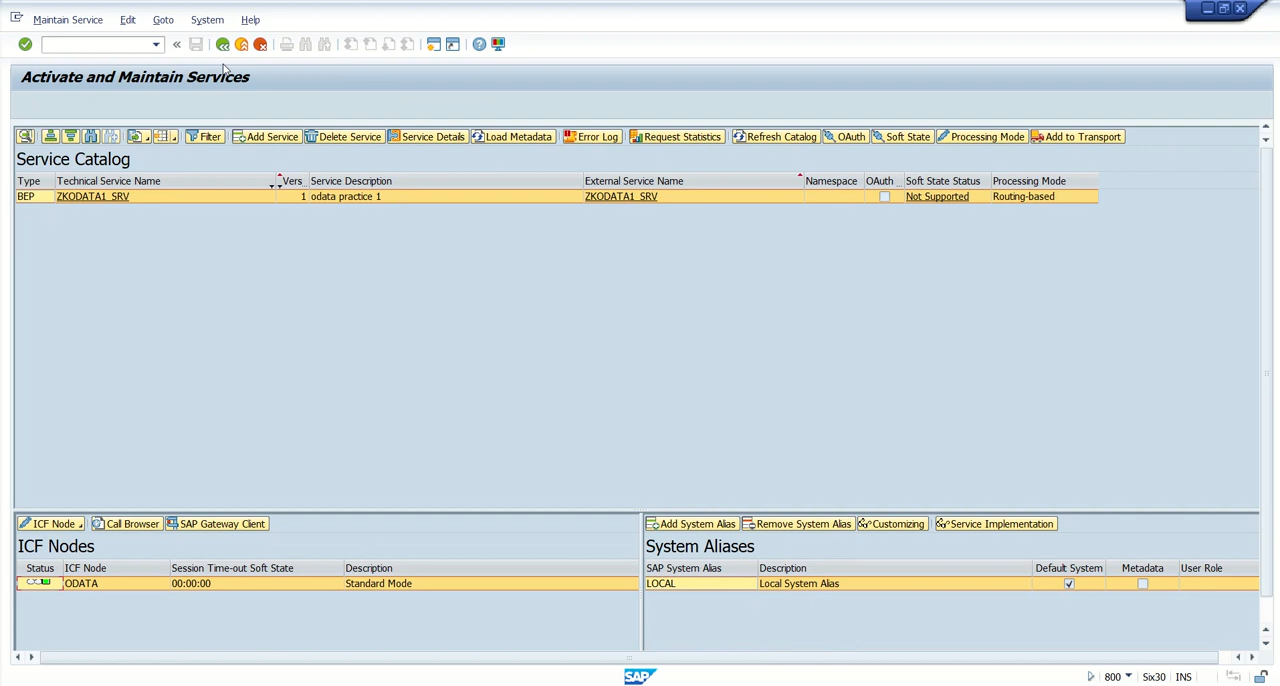 Maintain Service Edit Goto System Help
Activate and Maintain Services
Filter Add Service Delete Service Service Details Load Metadata Error Log Request Statistics Refresh Catalog OAuth Soft State Processing Mode Add to Transport
Service Catalog
Type Technical Service Name Vers... Service Description External Service Name Namespace OAuth ... Soft State Status Processing Mode
BEP ZKODATA1_SRV 1 odata practice 1 ZKODATA1_SRV Not Supported Routing-based
ICF Node Call Browser SAP Gateway Client
ICF Nodes
Status ICF Node Session Time-out Soft State Description
ODATA 00:00:00 Standard Mode
Add System Alias Remove System Alias Customizing Service Implementation
System Aliases
SAP System Alias Description Default System Metadata User Role
LOCAL Local System Alias
SAP 800 Six30 INS